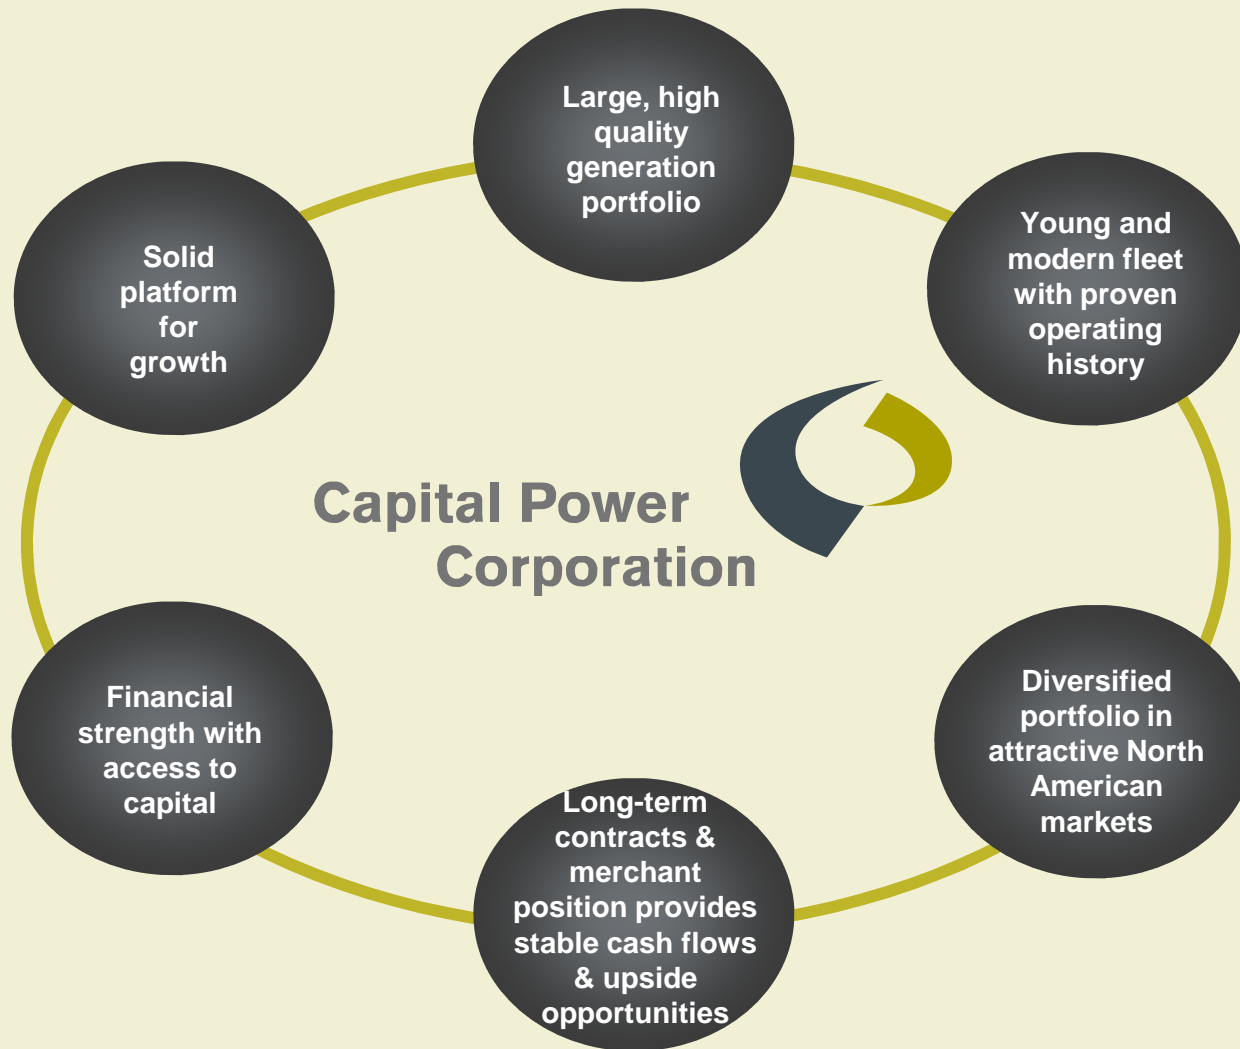 Large, high
quality
generation
portfolio
Young and
modern fleet
with proven
operating
history
Solid
platform
for
growth
Capital Power
Corporation
Financial
strength with
access to
capital
Diversified
portfolio in
attractive North
American
markets
Long-term
contracts &
merchant
position provides
stable cash flows
& upside
opportunities